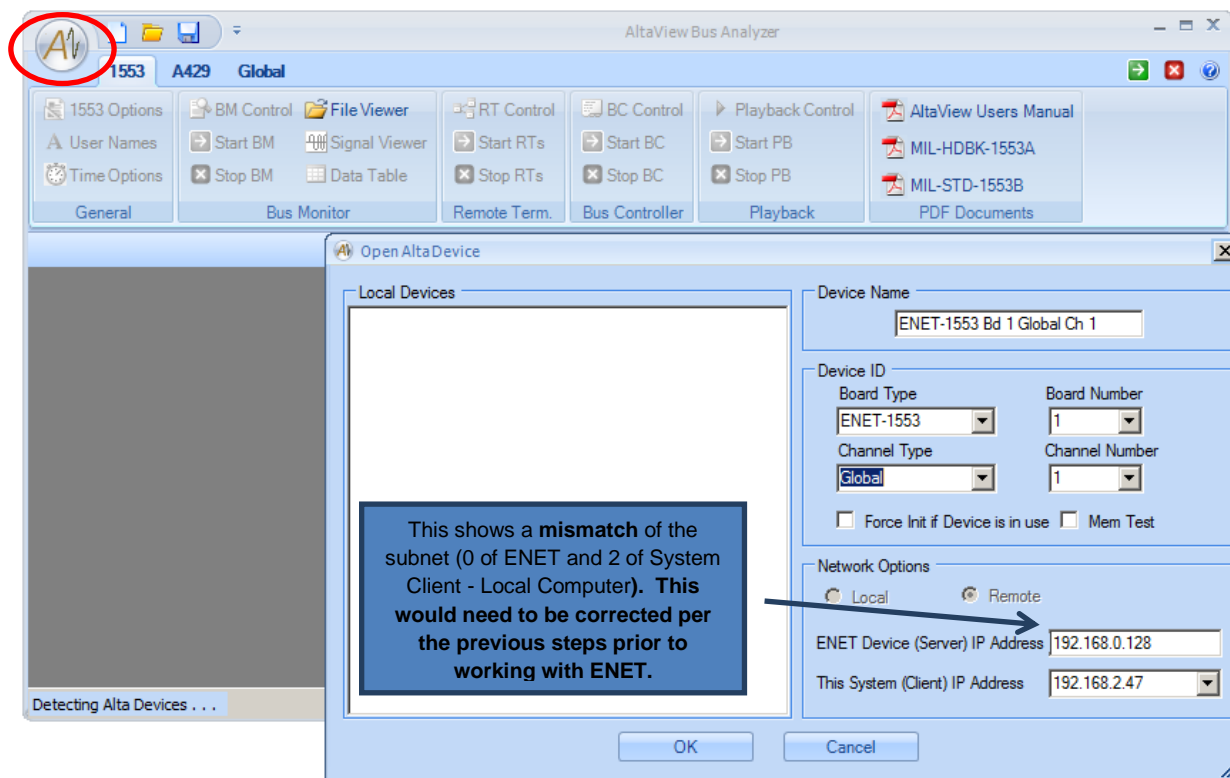 AltaView Bus Analyzer
1553 A429 Global
1553 Options
User Names
Time Options
General
BM Control
Start BM
Stop BM
File Viewer
Signal Viewer
Data Table
Bus Monitor
RT Control
Start RTs
Stop RTs
Remote Term.
BC Control
Start BC
Stop BC
Bus Controller
Playback Control
Start PB
Stop PB
Playback
AltaView Users Manual
MIL-HDBK-1553A
MIL-STD-1553B
PDF Documents
Open Alta Device
Local Devices
Device Name
ENET-1553 Bd 1 Global Ch 1
Device ID
Board Type Board Number
ENET-1553 1
Channel Type Channel Number
Global 1
Force Init if Device is in use Mem Test
Network Options
Local Remote
ENET Device (Server) IP Address 192.168.0.128
This System (Client) IP Address 192.168.2.47
This shows a mismatch of the
subnet (0 of ENET and 2 of System
Client - Local Computer). This
would need to be corrected per
the previous steps prior to
working with ENET.
Detecting Alta Devices . . .
OK Cancel